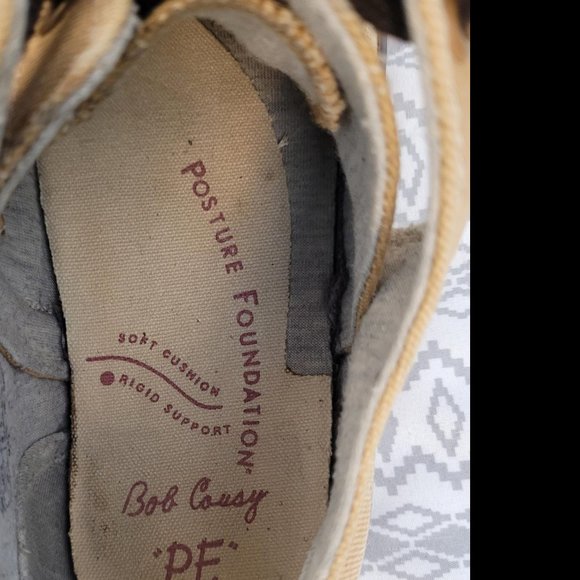 POSTURE FOUNDATION"
SOFT CUSHION
RIGID SUPPORT
Bob Cousy
"PF"